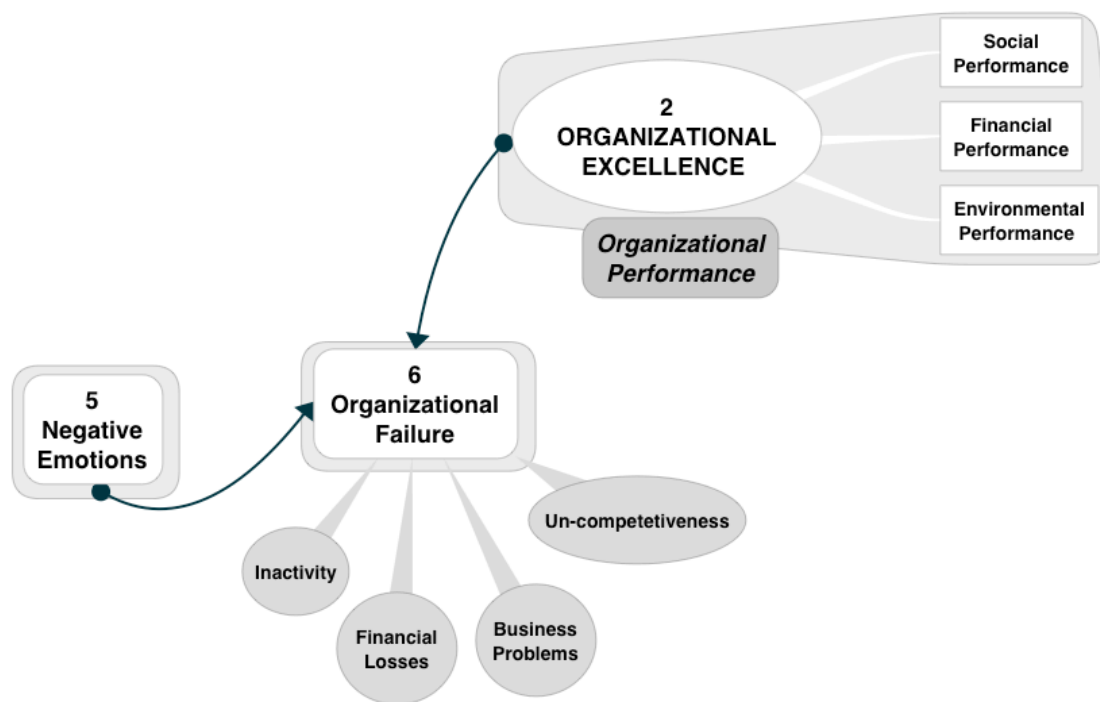 2
ORGANIZATIONAL
EXCELLENCE
Social
Performance
Financial
Performance
Environmental
Performance
Organizational
Performance
5
Negative
Emotions
6
Organizational
Failure
Inactivity
Financial
Losses
Business
Problems
Un-competetiveness